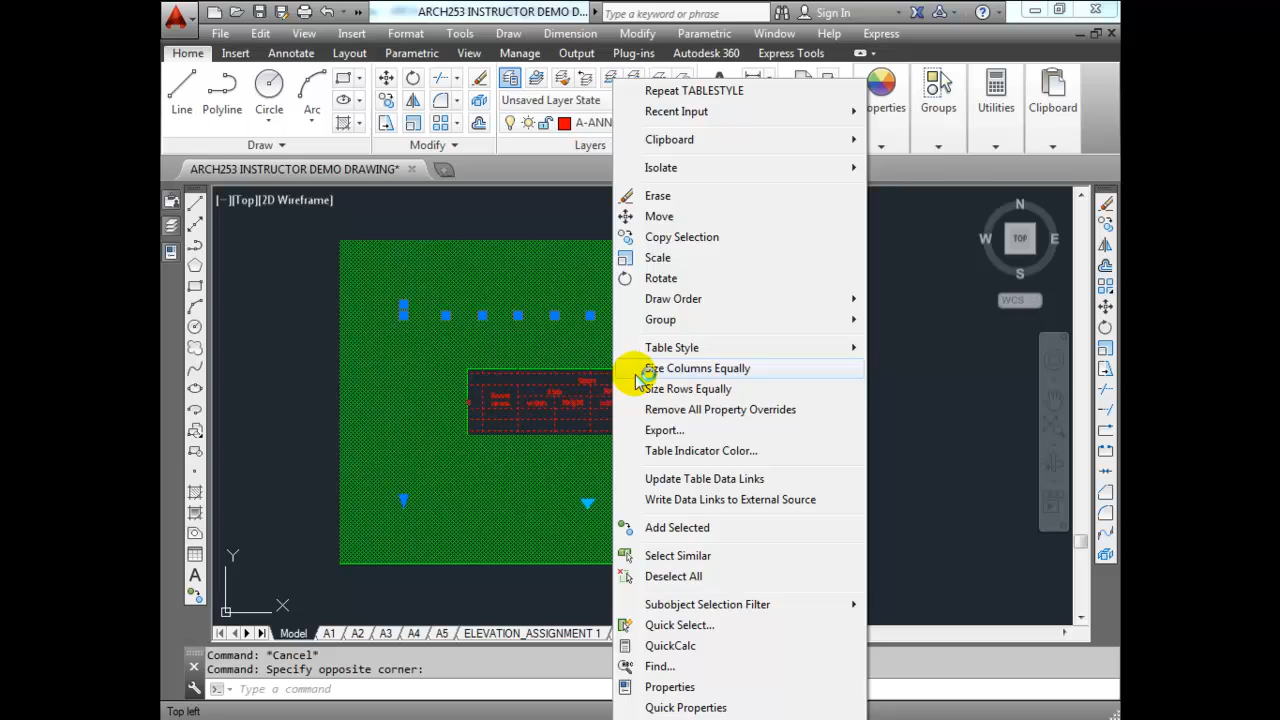 ARCH253 INSTRUCTOR DEMO D...
Type a keyword or phrase
Sign In
File Edit View Insert Format Tools Draw Dimension Modify Parametric Window Help Express
Home Insert Annotate Layout Parametric View Manage Output Plug-ins Autodesk 360 Express Tools
Line Polyline Circle Arc
Unsaved Layer State
A-ANN
operties Groups Utilities Clipboard
Draw Modify Layers
ARCH253 INSTRUCTOR DEMO DRAWING*
[−][Top][2D Wireframe]
Repeat TABLESTYLE
Recent Input
Clipboard
Isolate
Erase
Move
Copy Selection
Scale
Rotate
Draw Order
Group
Table Style
Size Columns Equally
Size Rows Equally
Remove All Property Overrides
Export...
Table Indicator Color...
Update Table Data Links
Write Data Links to External Source
Add Selected
Select Similar
Deselect All
Subobject Selection Filter
Quick Select...
QuickCalc
Find...
Properties
Quick Properties
N
W TOP E
S
WCS
Y
X
A
Model A1 A2 A3 A4 A5 ELEVATION_ASSIGNMENT 1
Command: *Cancel*
Command: Specify opposite corner:
Type a command
Top left